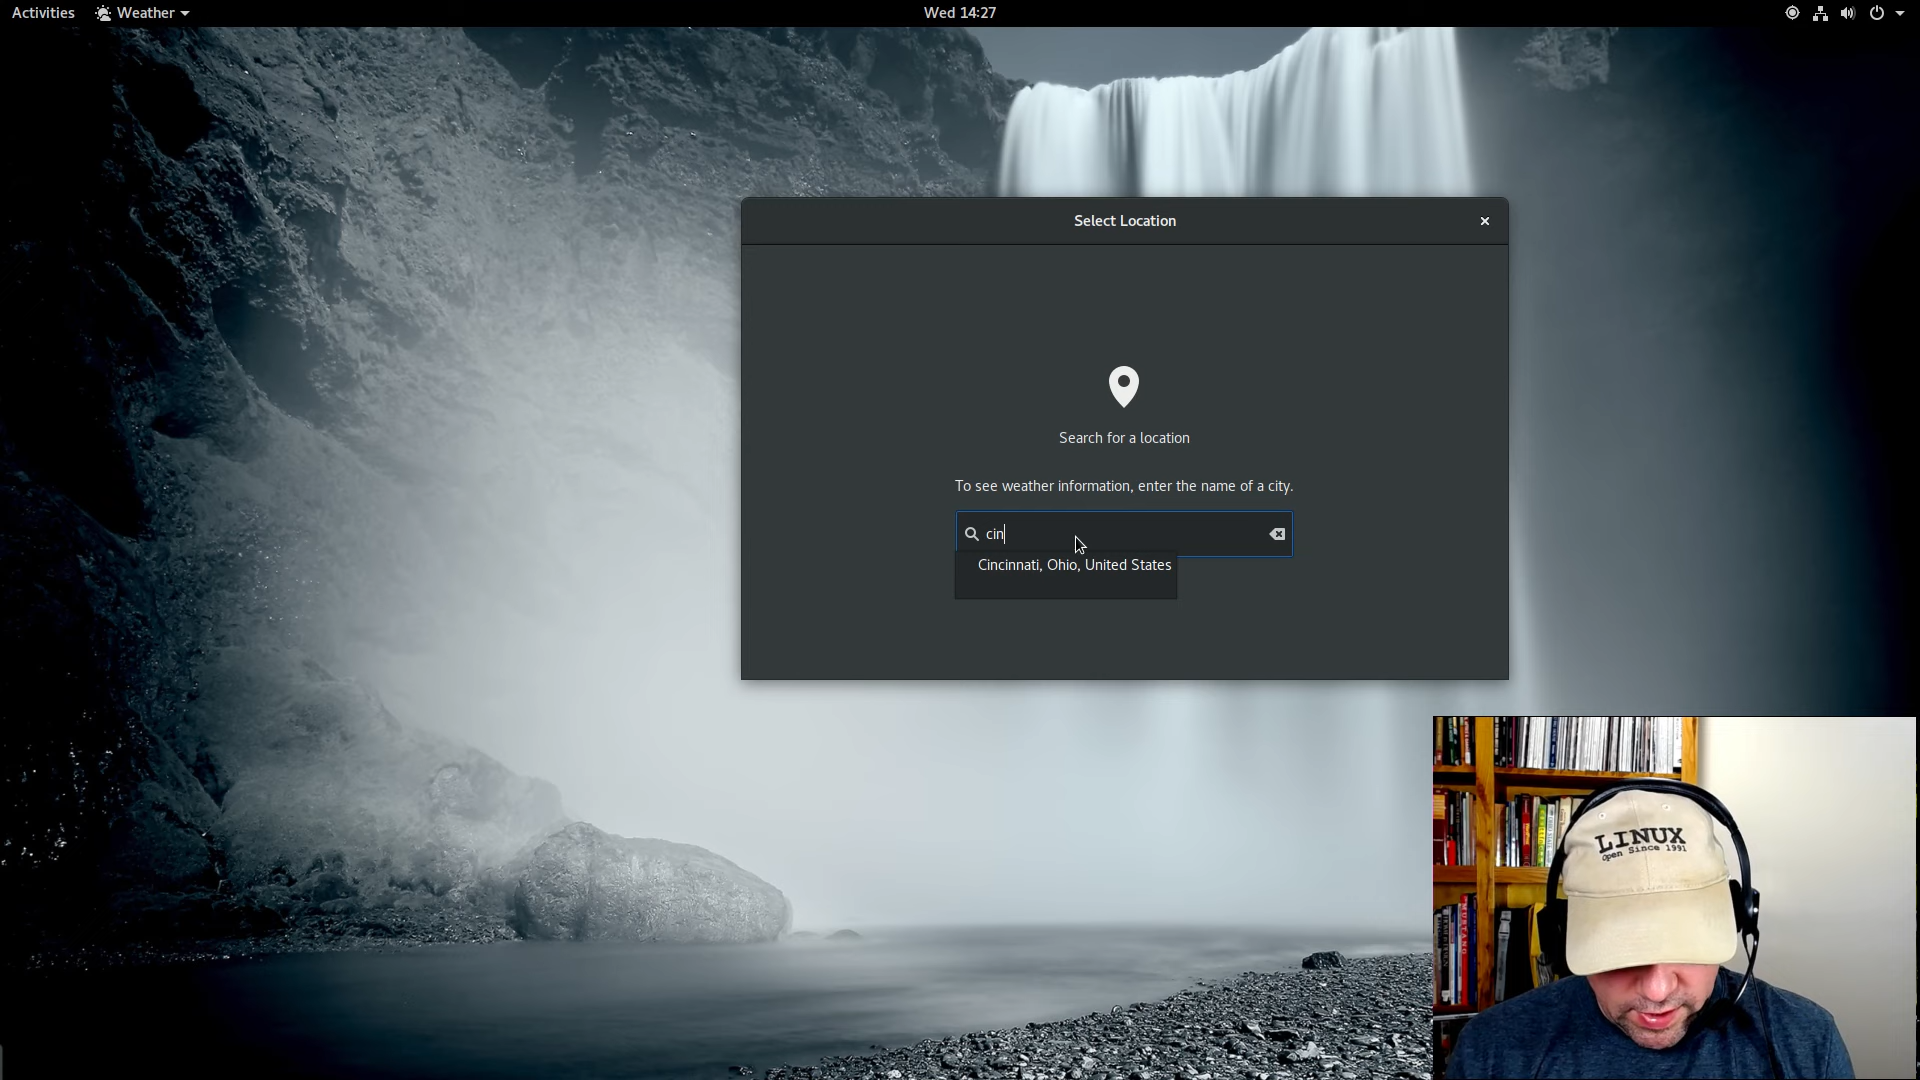 Activities
Weather
Wed 14:27
Select Location
Search for a location
To see weather information, enter the name of a city.
cin
Cincinnati, Ohio, United States
LINUX
Open Since 1991
MUSTANG